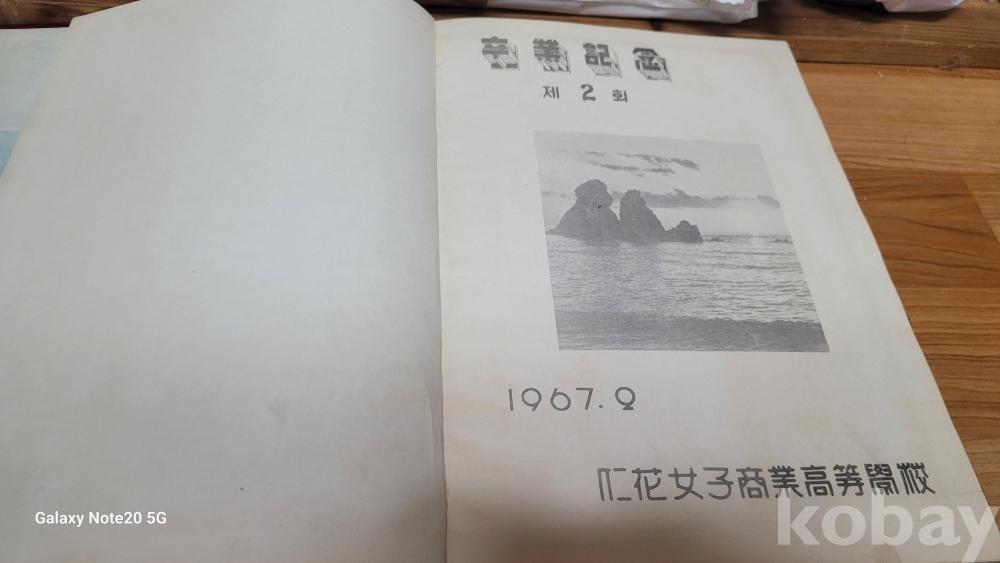 卒業記念
제 2 회
1967. 2
仁花女子商業高等學校
Galaxy Note20 5G
kobay